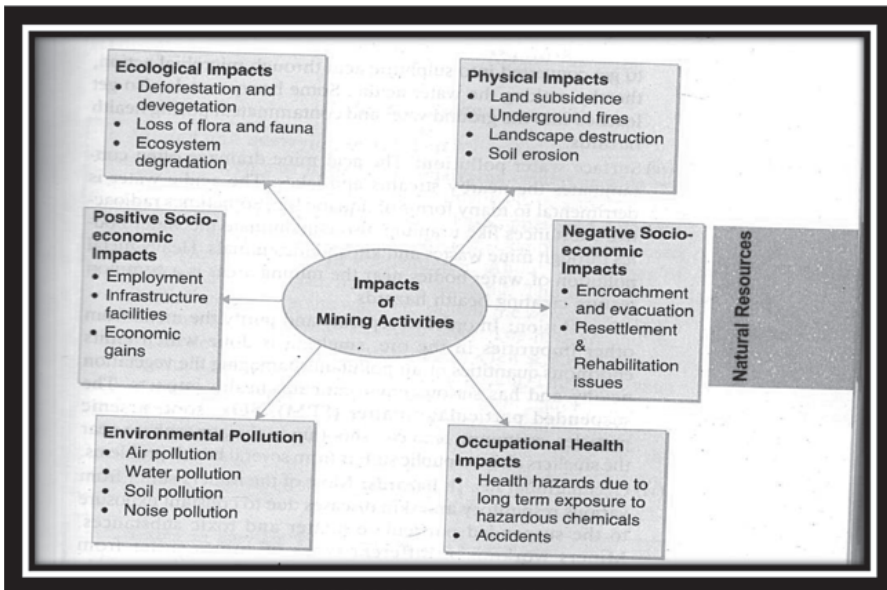 Ecological Impacts
• Deforestation and
devegetation
• Loss of flora and fauna
• Ecosystem
degradation
Physical Impacts
• Land subsidence
• Underground fires
• Landscape destruction
• Soil erosion
Positive Socio-
economic
Impacts
• Employment
• Infrastructure
facilities
• Economic
gains
Impacts
of
Mining Activities
Negative Socio-
economic
Impacts
• Encroachment
and evacuation
• Resettlement
&
Rehabilitation
issues
Natural Resources
Environmental Pollution
• Air pollution
• Water pollution
• Soil pollution
• Noise pollution
Occupational Health
Impacts
• Health hazards due to
long term exposure to
hazardous chemicals
• Accidents